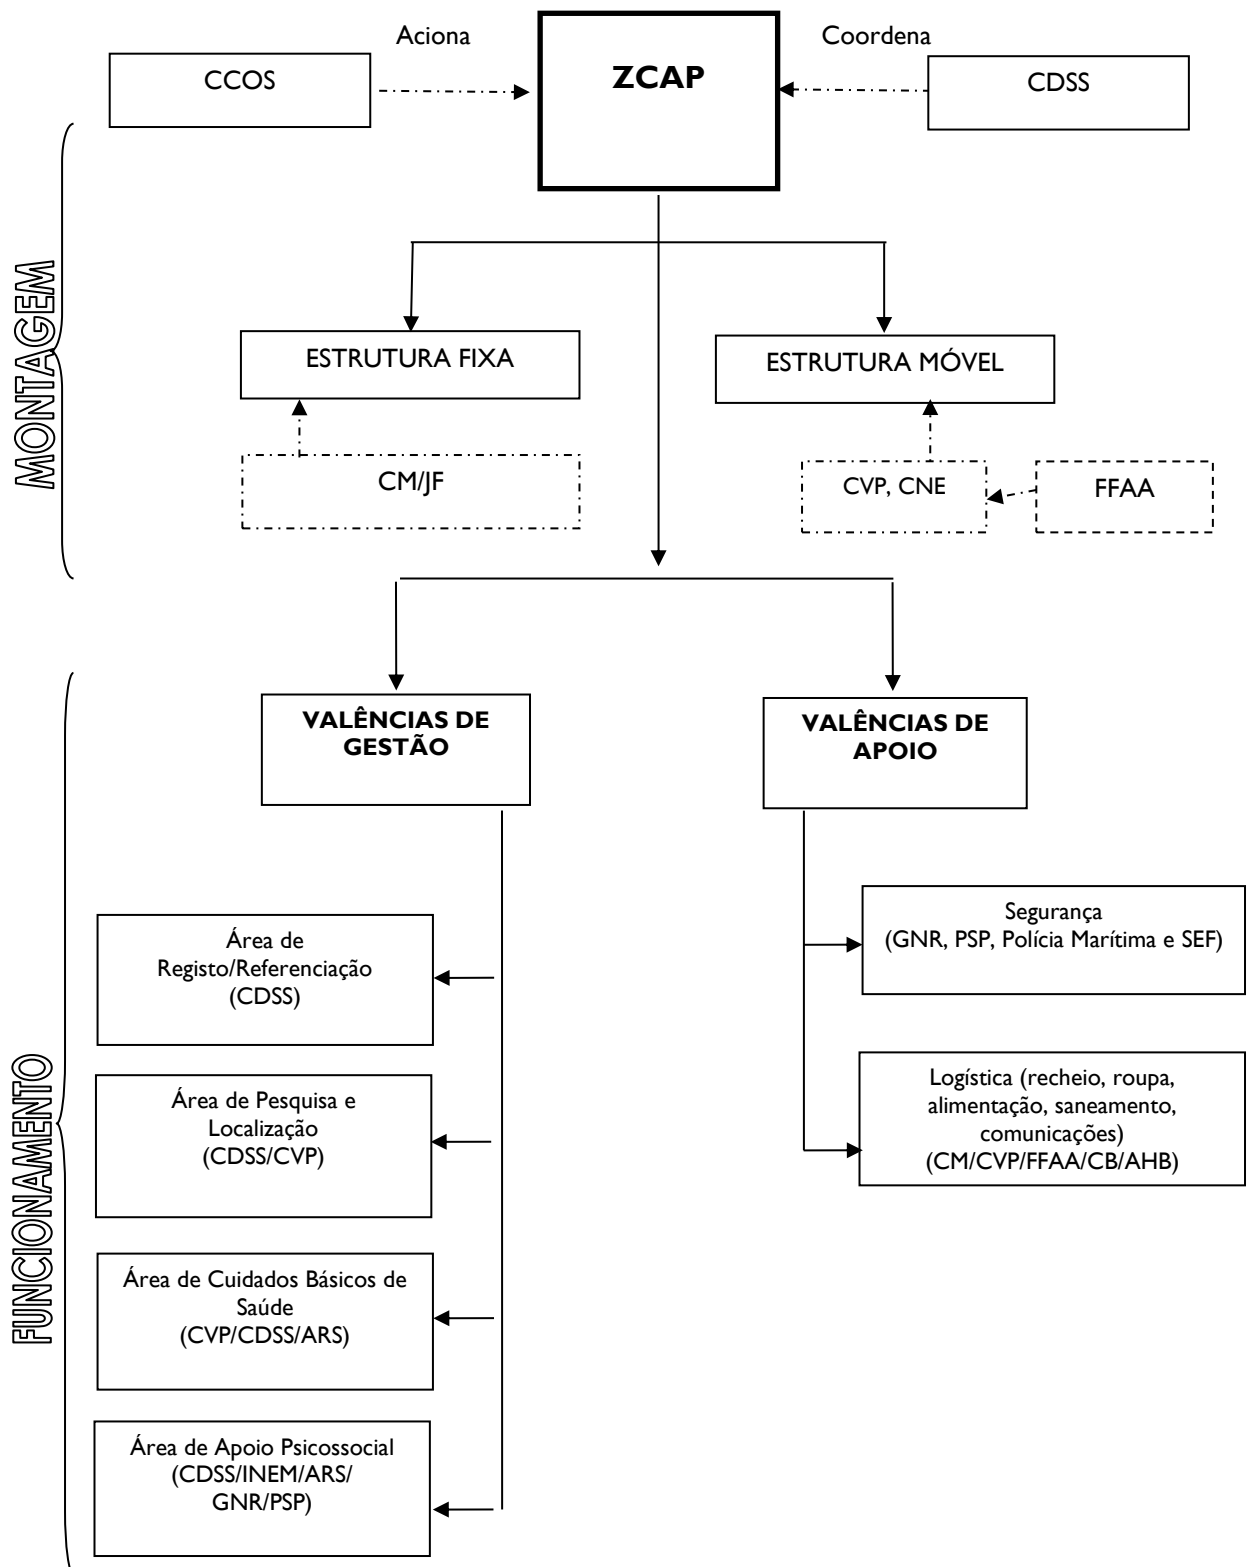 Aciona
Coordena
CCOS
ZCAP
CDSS
MONTAGEM
ESTRUTURA FIXA
ESTRUTURA MÓVEL
CM/JF
CVP, CNE
FFAA
FUNCIONAMENTO
VALÊNCIAS DE
GESTÃO
VALÊNCIAS DE
APOIO
Área de
Registo/Referenciação
(CDSS)
Área de Pesquisa e
Localização
(CDSS/CVP)
Área de Cuidados Básicos de
Saúde
(CVP/CDSS/ARS)
Área de Apoio Psicossocial
(CDSS/INEM/ARS/
GNR/PSP)
Segurança
(GNR, PSP, Polícia Marítima e SEF)
Logística (recheio, roupa,
alimentação, saneamento,
comunicações)
(CM/CVP/FFAA/CB/AHB)